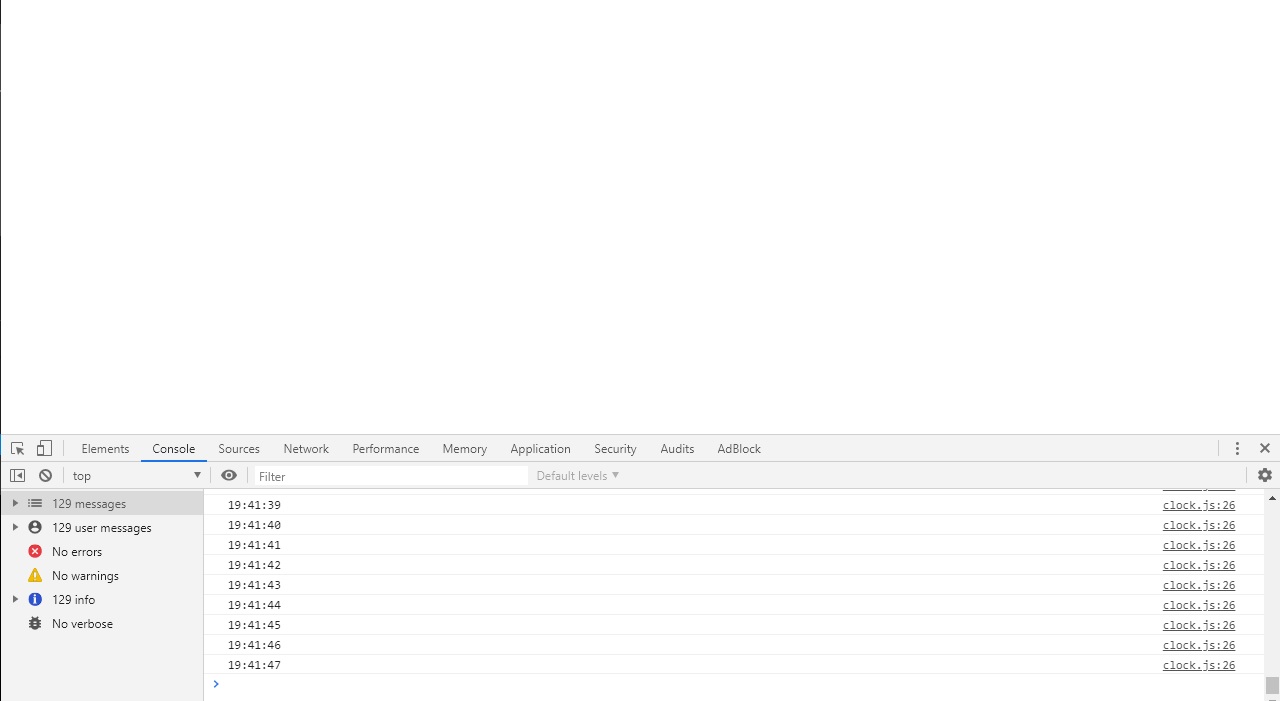 Elements Console Sources Network Performance Memory Application Security Audits AdBlock
top Filter Default levels
129 messages
129 user messages
No errors
No warnings
129 info
No verbose
19:41:39 clock.js:26
19:41:40 clock.js:26
19:41:41 clock.js:26
19:41:42 clock.js:26
19:41:43 clock.js:26
19:41:44 clock.js:26
19:41:45 clock.js:26
19:41:46 clock.js:26
19:41:47 clock.js:26